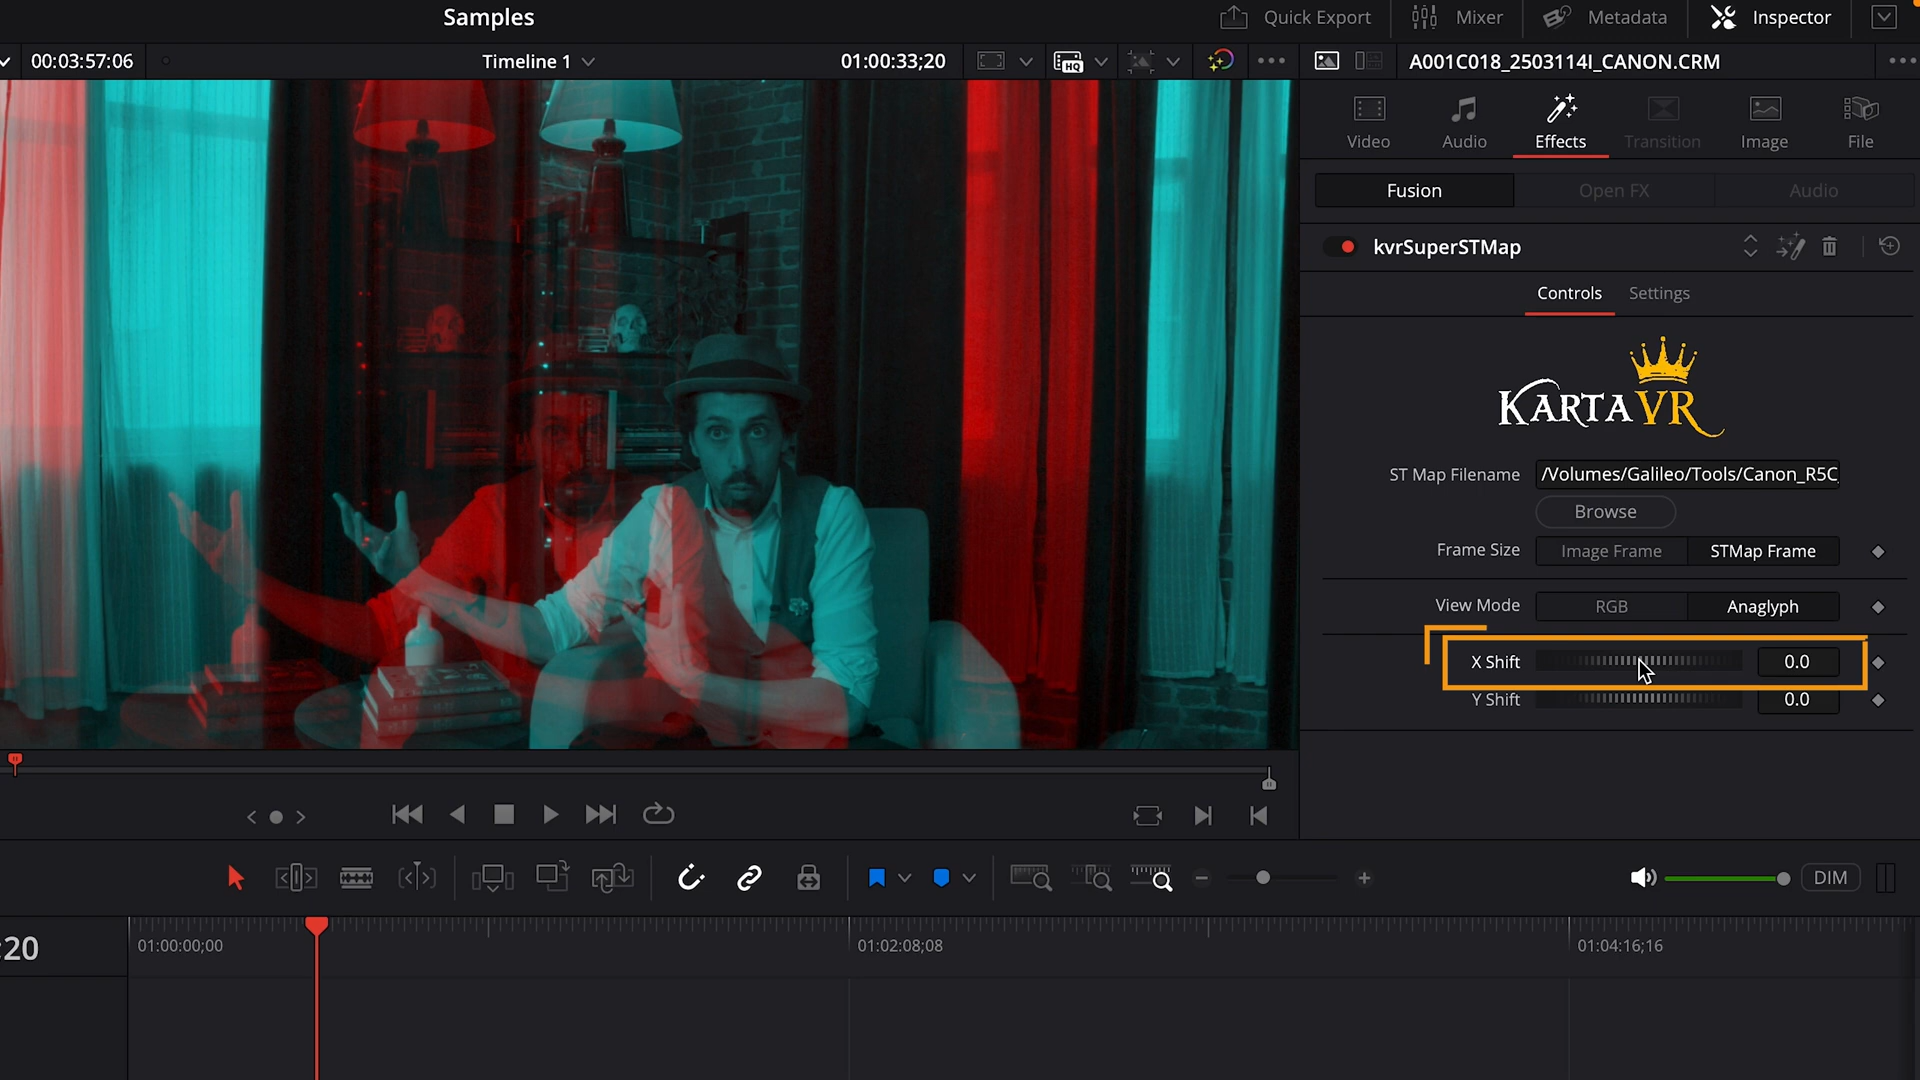 Samples
Quick Export
Mixer
Metadata
Inspector
00:03:57:06
Timeline 1
01:00:33;20
HQ
A001C018_2503114I_CANON.CRM
Video
Audio
Effects
Transition
Image
File
Fusion
Open FX
Audio
kvrSuperSTMap
Controls
Settings
KARTAVR
ST Map Filename
/Volumes/Galileo/Tools/Canon_R5C
Browse
Frame Size
Image Frame
STMap Frame
View Mode
RGB
Anaglyph
X Shift
0.0
Y Shift
0.0
DIM
:20
01:00:00;00
01:02:08;08
01:04:16;16